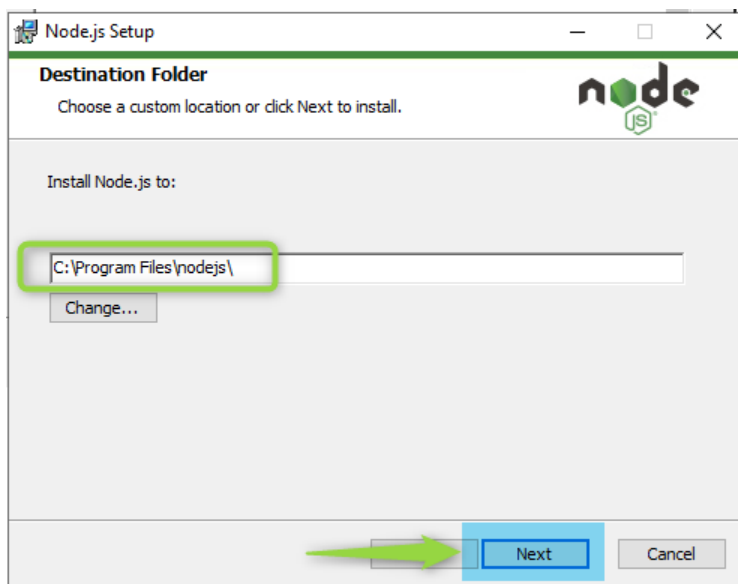 Node.js Setup
Destination Folder
Choose a custom location or click Next to install.
node
JS
Install Node.js to:
C:\Program Files\nodejs\
Change...
Next
Cancel